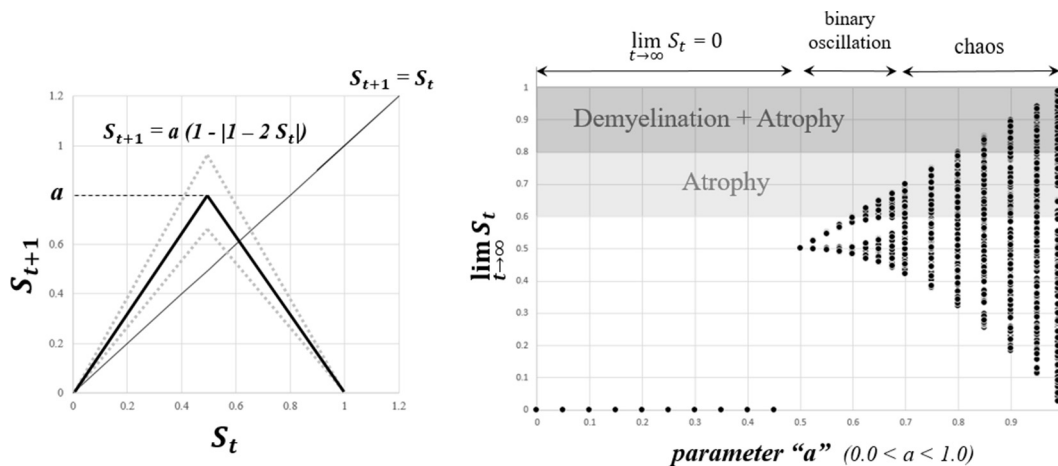 S_{t+1} = S_t
S_{t+1} = a (1 - |1 – 2 S_t|)
1.2
1
a
0.8
0.6
0.4
0.2
0
S_{t+1}
0 0.2 0.4 0.6 0.8 1 1.2
S_t
lim S_t = 0
t→∞
binary
oscillation
chaos
Demyelination + Atrophy
Atrophy
1
0.9
0.8
0.7
0.6
0.5
0.4
0.3
0.2
0.1
0
lim S_t
t→∞
0 0.1 0.2 0.3 0.4 0.5 0.6 0.7 0.8 0.9
parameter “a” (0.0 < a < 1.0)